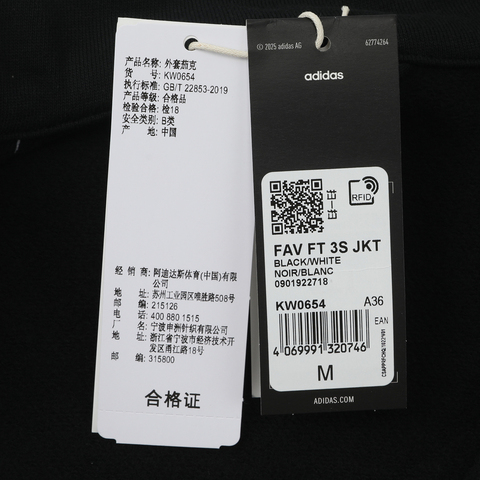 产品名称: 外套茄克
货 号: KW0654
执行标准: GB/T 22853-2019
产品等级: 合格品
检验合格: 检18
安全类别: B类
产 地: 中国
经 销 商: 阿迪达斯体育(中国)有限公司
地址: 苏州工业园区唯胜路508号
邮编: 215126
电话: 400 880 1515
厂名: 宁波申洲针织有限公司
地址: 浙江省宁波市经济技术开发区甬江路18号
邮编: 315800
合格证
© 2025 adidas AG
62774264
adidas
RFID
FAV FT 3S JKT
BLACK/WHITE
NOIR/BLANC
0901922718
KW0654 A36
EAN
4 069991 320746
M
ADIDAS.COM